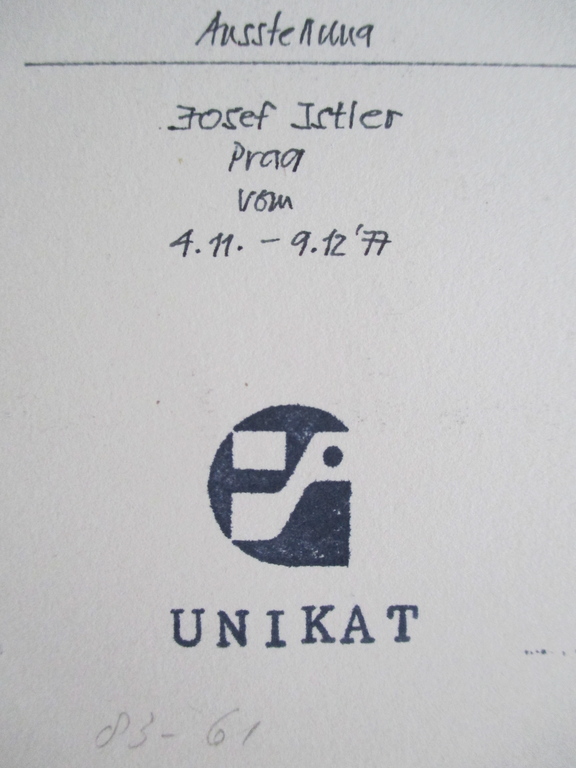 Ausstellung
Josef Istler
Prag
vom
4.11. - 9.12'77
UNIKAT
83-61